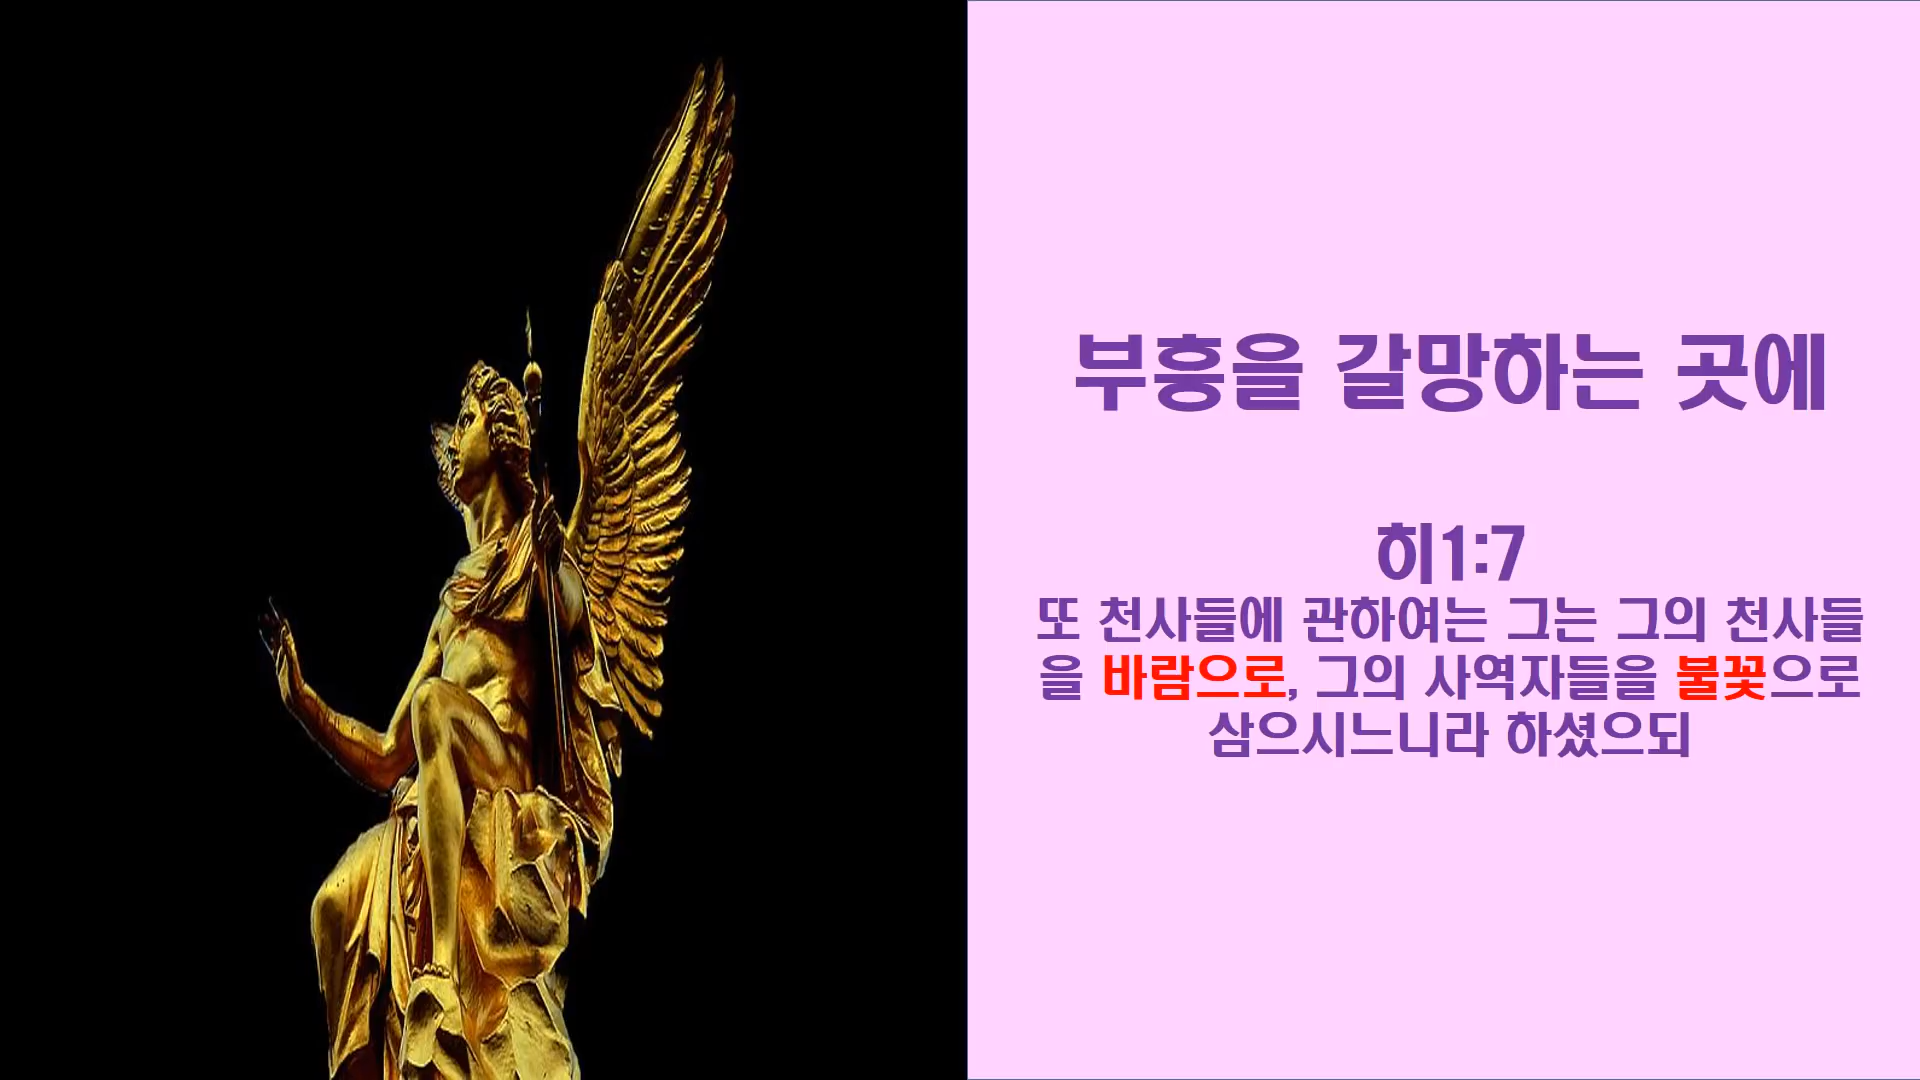 부흥을 갈망하는 곳에
히1:7
또 천사들에 관하여는 그는 그의 천사들
을 바람으로, 그의 사역자들을 불꽃으로
삼으시느니라 하셨으되